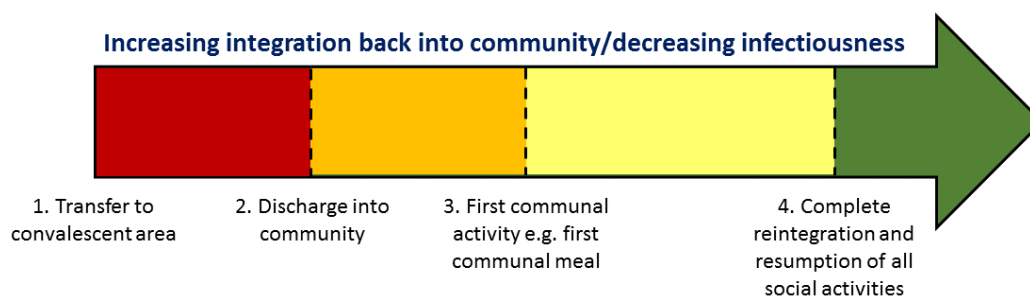 Increasing integration back into community/decreasing infectiousness
1. Transfer to
convalescent area
2. Discharge into
community
3. First communal
activity e.g. first
communal meal
4. Complete
reintegration and
resumption of all
social activities